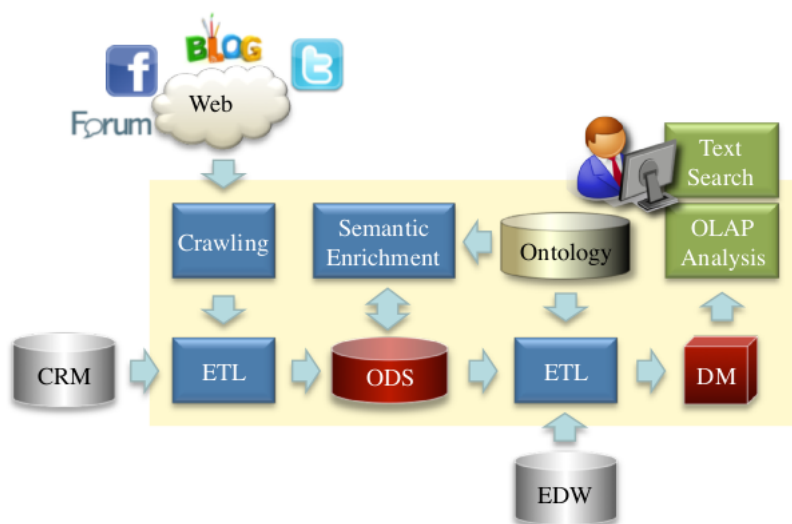 BLOG
f
t
Web
Forum
Text
Search
Crawling
Semantic
Enrichment
Ontology
OLAP
Analysis
CRM
ETL
ODS
ETL
DM
EDW